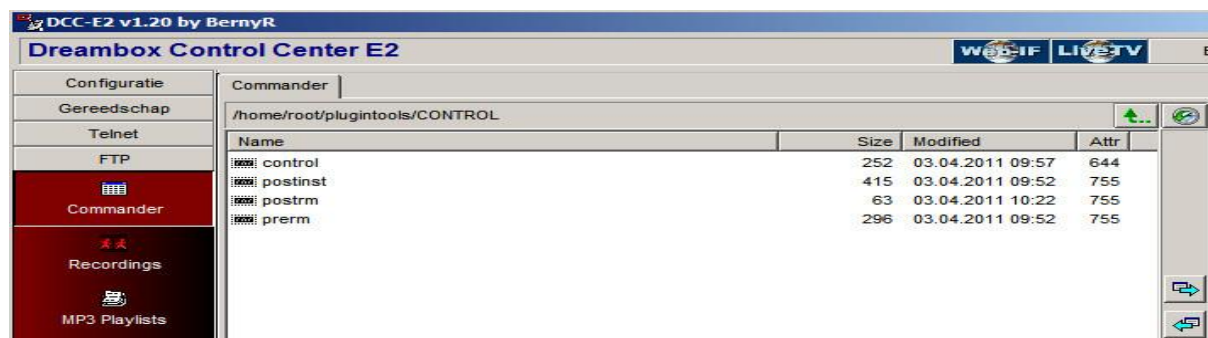 DCC-E2 v1.20 by BernyR
Dreambox Control Center E2
Web-IF LIVE TV
Configuratie
Gereedschap
Telnet
FTP
Commander
Recordings
MP3 Playlists
Commander
/home/root/plugintools/CONTROL
Name Size Modified Attr
control 252 03.04.2011 09:57 644
postinst 415 03.04.2011 09:52 755
postrm 63 03.04.2011 10:22 755
prerm 296 03.04.2011 09:52 755